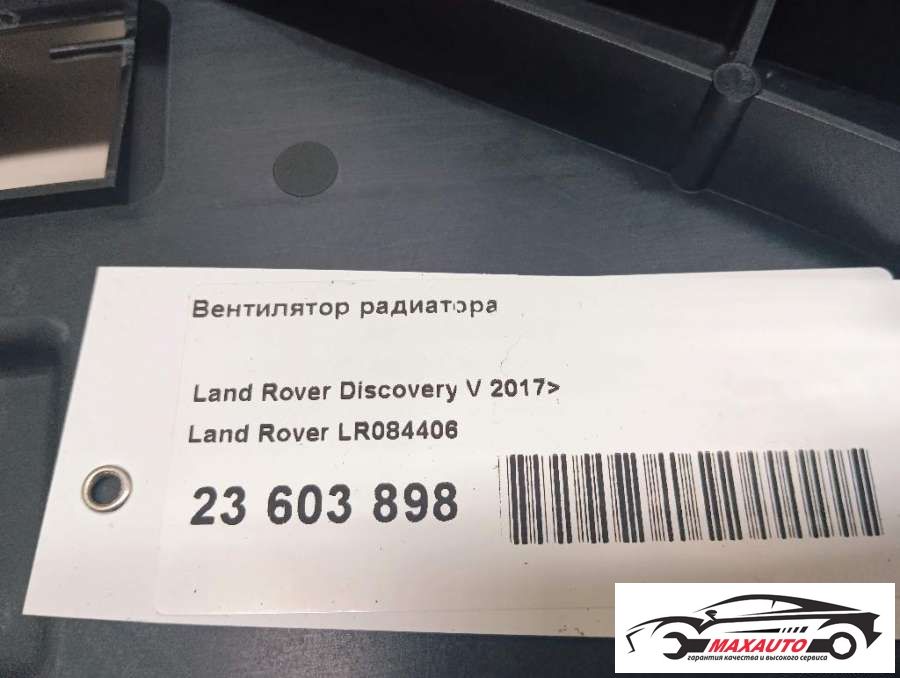 Вентилятор радиатора
Land Rover Discovery V 2017>
Land Rover LR084406
23 603 898
MAXAUTO
гарантия качества и высокого сервиса